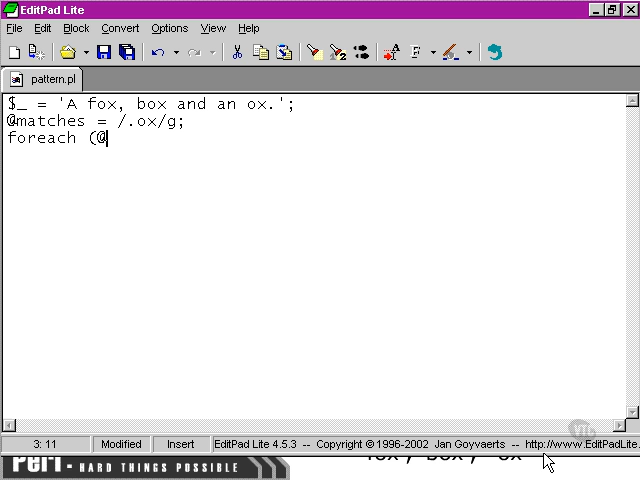 EditPad Lite
File Edit Block Convert Options View Help
pattern.pl
$_ = 'A fox, box and an ox.';
@matches = /.ox/g;
foreach (@
3: 11 Modified Insert EditPad Lite 4.5.3 -- Copyright © 1996-2002 Jan Goyvaerts -- http://www.EditPadLite.
Perl - HARD THINGS POSSIBLE